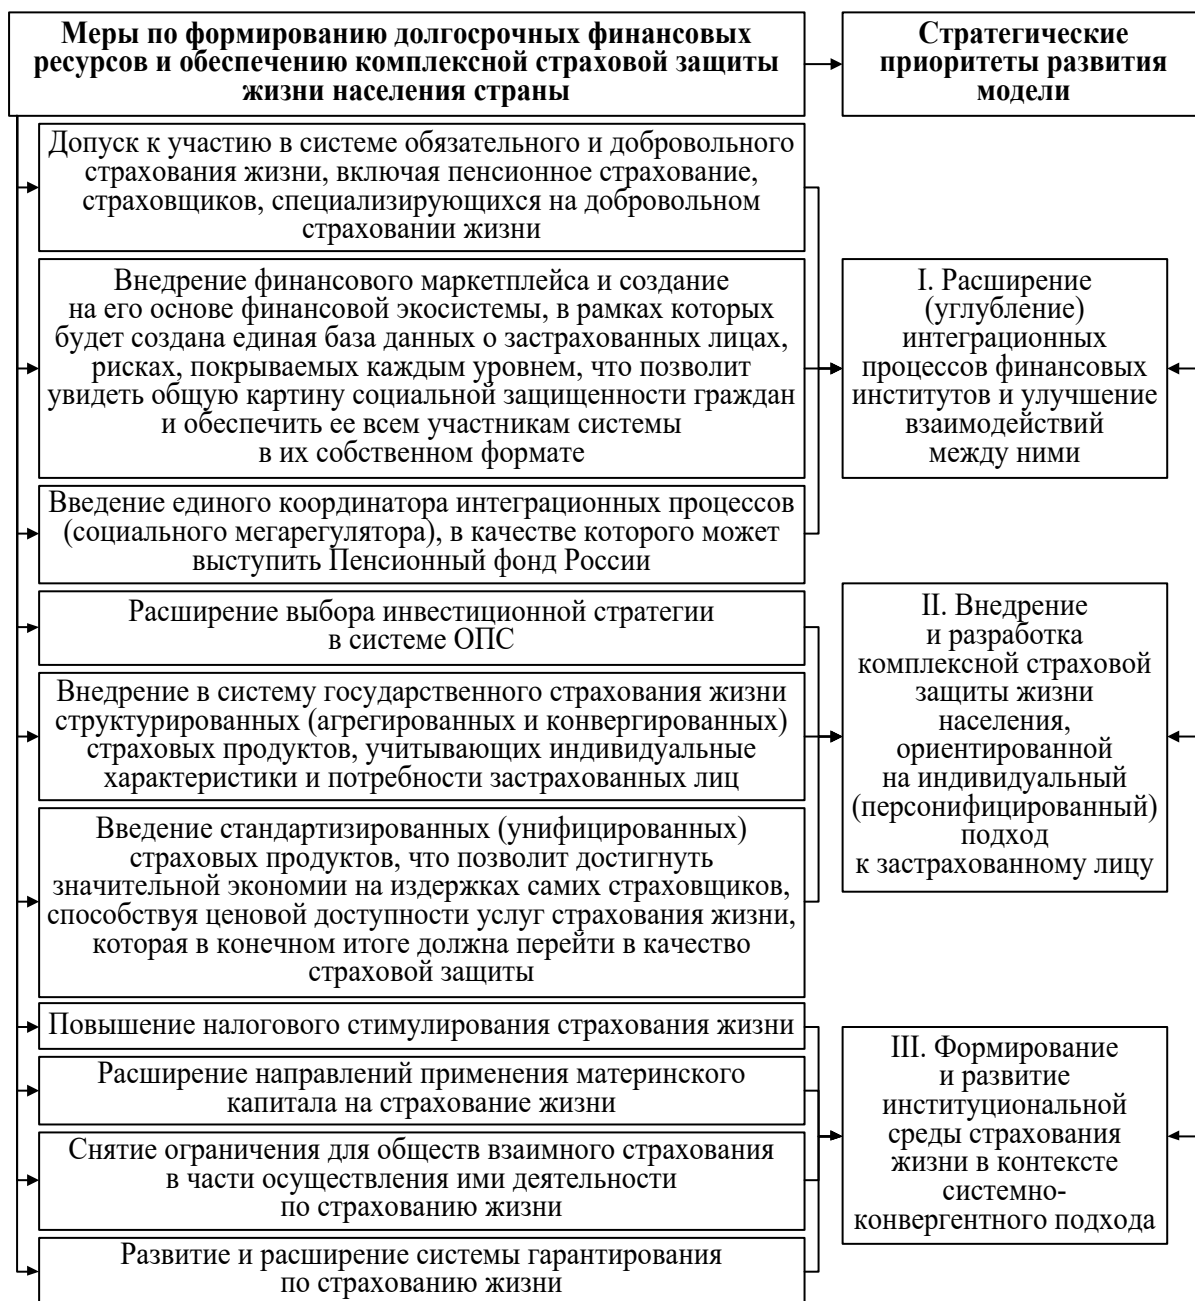 Меры по формированию долгосрочных финансовых
ресурсов и обеспечению комплексной страховой защиты
жизни населения страны
Стратегические
приоритеты развития
модели
Допуск к участию в системе обязательного и добровольного
страхования жизни, включая пенсионное страхование,
страховщиков, специализирующихся на добровольном
страховании жизни
Внедрение финансового маркетплейса и создание
на его основе финансовой экосистемы, в рамках которых
будет создана единая база данных о застрахованных лицах,
рисках, покрываемых каждым уровнем, что позволит
увидеть общую картину социальной защищенности граждан
и обеспечить ее всем участникам системы
в их собственном формате
Введение единого координатора интеграционных процессов
(социального мегарегулятора), в качестве которого может
выступить Пенсионный фонд России
I. Расширение
(углубление)
интеграционных
процессов финансовых
институтов и улучшение
взаимодействий
между ними
Расширение выбора инвестиционной стратегии
в системе ОПС
Внедрение в систему государственного страхования жизни
структурированных (агрегированных и конвергированных)
страховых продуктов, учитывающих индивидуальные
характеристики и потребности застрахованных лиц
Введение стандартизированных (унифицированных)
страховых продуктов, что позволит достигнуть
значительной экономии на издержках самих страховщиков,
способствуя ценовой доступности услуг страхования жизни,
которая в конечном итоге должна перейти в качество
страховой защиты
II. Внедрение
и разработка
комплексной страховой
защиты жизни
населения,
ориентированной
на индивидуальный
(персонифицированный)
подход
к застрахованному лицу
Повышение налогового стимулирования страхования жизни
Расширение направлений применения материнского
капитала на страхование жизни
Снятие ограничения для обществ взаимного страхования
в части осуществления ими деятельности
по страхованию жизни
Развитие и расширение системы гарантирования
по страхованию жизни
III. Формирование
и развитие
институциональной
среды страхования
жизни в контексте
системно-
конвергентного подхода